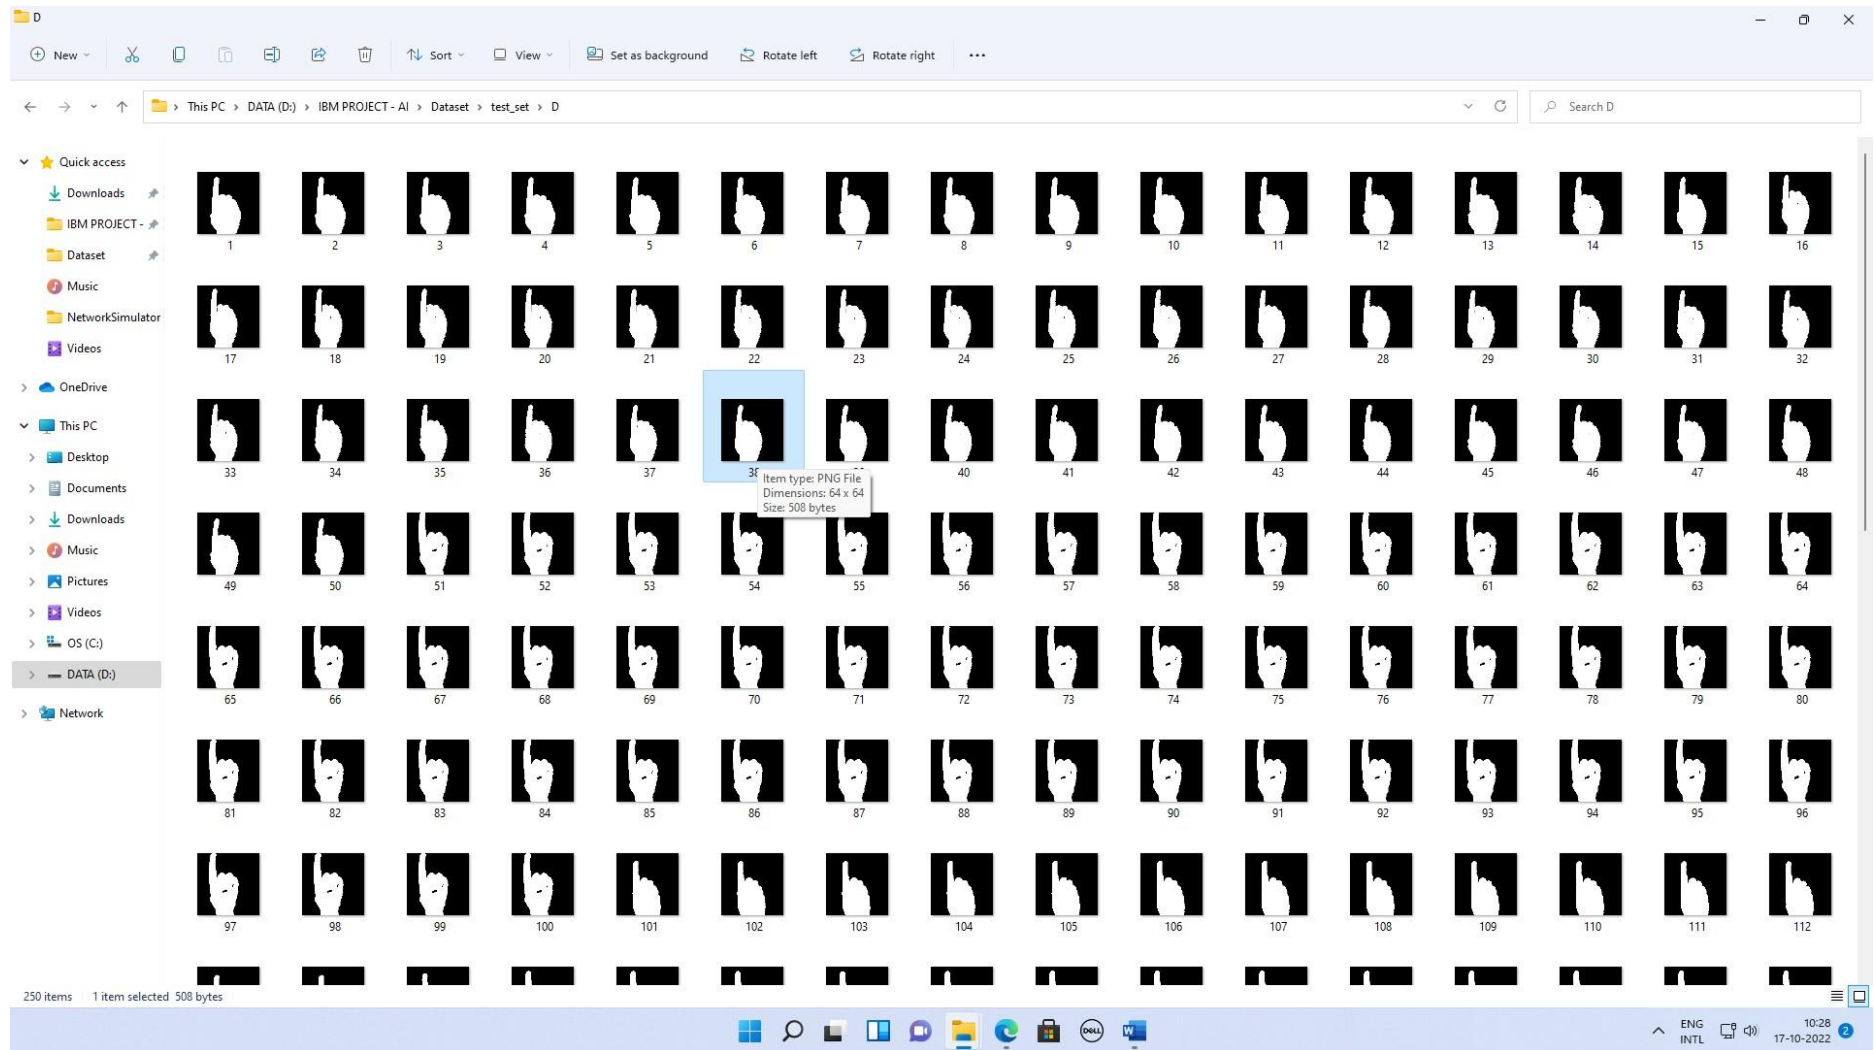 D
New Sort View Set as background Rotate left Rotate right
This PC DATA (D:) IBM PROJECT - AI Dataset test_set D Search D
Quick access
Downloads
IBM PROJECT -
Dataset
Music
NetworkSimulator
Videos
OneDrive
This PC
Desktop
Documents
Downloads
Music
Pictures
Videos
OS (C:)
DATA (D:)
Network
1 2 3 4 5 6 7 8 9 10 11 12 13 14 15 16
17 18 19 20 21 22 23 24 25 26 27 28 29 30 31 32
33 34 35 36 37 38 40 41 42 43 44 45 46 47 48
Item type: PNG File
Dimensions: 64 x 64
Size: 508 bytes
49 50 51 52 53 54 55 56 57 58 59 60 61 62 63 64
65 66 67 68 69 70 71 72 73 74 75 76 77 78 79 80
81 82 83 84 85 86 87 88 89 90 91 92 93 94 95 96
97 98 99 100 101 102 103 104 105 106 107 108 109 110 111 112
250 items 1 item selected 508 bytes
DELL W ENG 10:28
INTL 17-10-2022 2